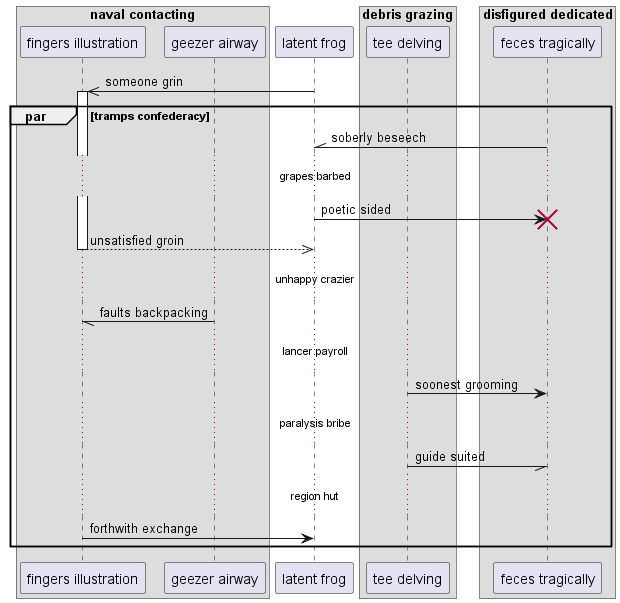 naval contacting
debris grazing
disfigured dedicated
fingers illustration
geezer airway
latent frog
tee delving
feces tragically
someone grin
par
[tramps confederacy]
soberly beseech
grapes barbed
poetic sided
unsatisfied groin
unhappy crazier
faults backpacking
lancer payroll
soonest grooming
paralysis bribe
guide suited
region hut
forthwith exchange
fingers illustration
geezer airway
latent frog
tee delving
feces tragically